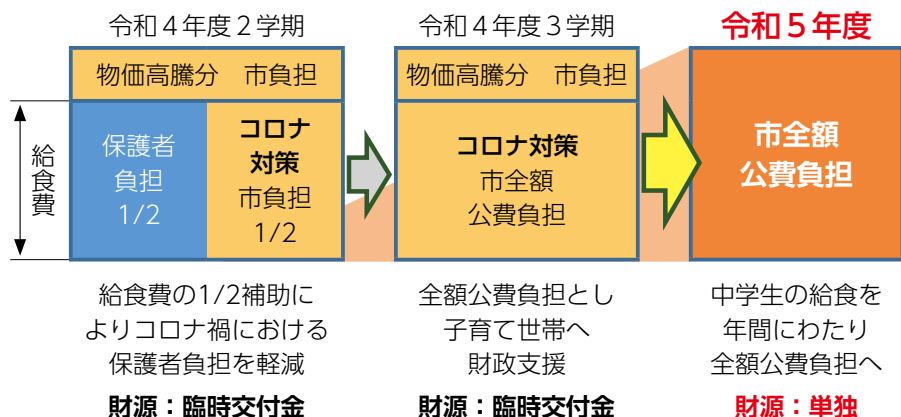 令和4年度2学期
物価高騰分　市負担
給食費
保護者
負担
1/2
コロナ
対策
市負担
1/2
給食費の1/2補助に
よりコロナ禍における
保護者負担を軽減
財源：臨時交付金
令和4年度3学期
物価高騰分　市負担
コロナ対策
市全額
公費負担
全額公費負担とし
子育て世帯へ
財政支援
財源：臨時交付金
令和5年度
市全額
公費負担
中学生の給食を
年間にわたり
全額公費負担へ
財源：単独